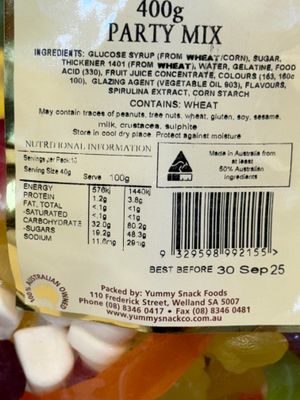 400g
PARTY MIX
INGREDIENTS: GLUCOSE SYRUP (FROM WHEAT/CORN), SUGAR,
THICKENER 1401 (FROM WHEAT), WATER, GELATINE, FOOD
ACID (330), FRUIT JUICE CONCENTRATE, COLOURS (163, 160c
100), GLAZING AGENT (VEGETABLE OIL 903), FLAVOURS,
SPIRULINA EXTRACT, CORN STARCH
CONTAINS: WHEAT
May contain traces of peanuts, tree nuts, wheat, gluten, soy, sesame,
milk, crustacea, sulphite
Store in cool dry place. Protect against moisture
NUTRITIONAL INFORMATION
Servings per Pack: 10
Serving Size 40g Serve 100g
ENERGY 576kj 1440kj
PROTEIN 1.2g 3.8g
FAT, TOTAL <.1g <1g
-SATURATED <.1g <1g
CARBOHYDRATE 32.0g 80.2g
-SUGARS 19.2g 48.3g
SODIUM
Made in Australia from
at least
60% Australian
ingredients
9 329598 992155 >
BEST BEFORE 30 Sep 25
100% AUSTRALIAN OWNED
Packed by: Yummy Snack Foods
110 Frederick Street, Welland SA 5007
Phone (08) 8346 0417 • Fax (08) 8346 0481
www.yummysnackco.com.au